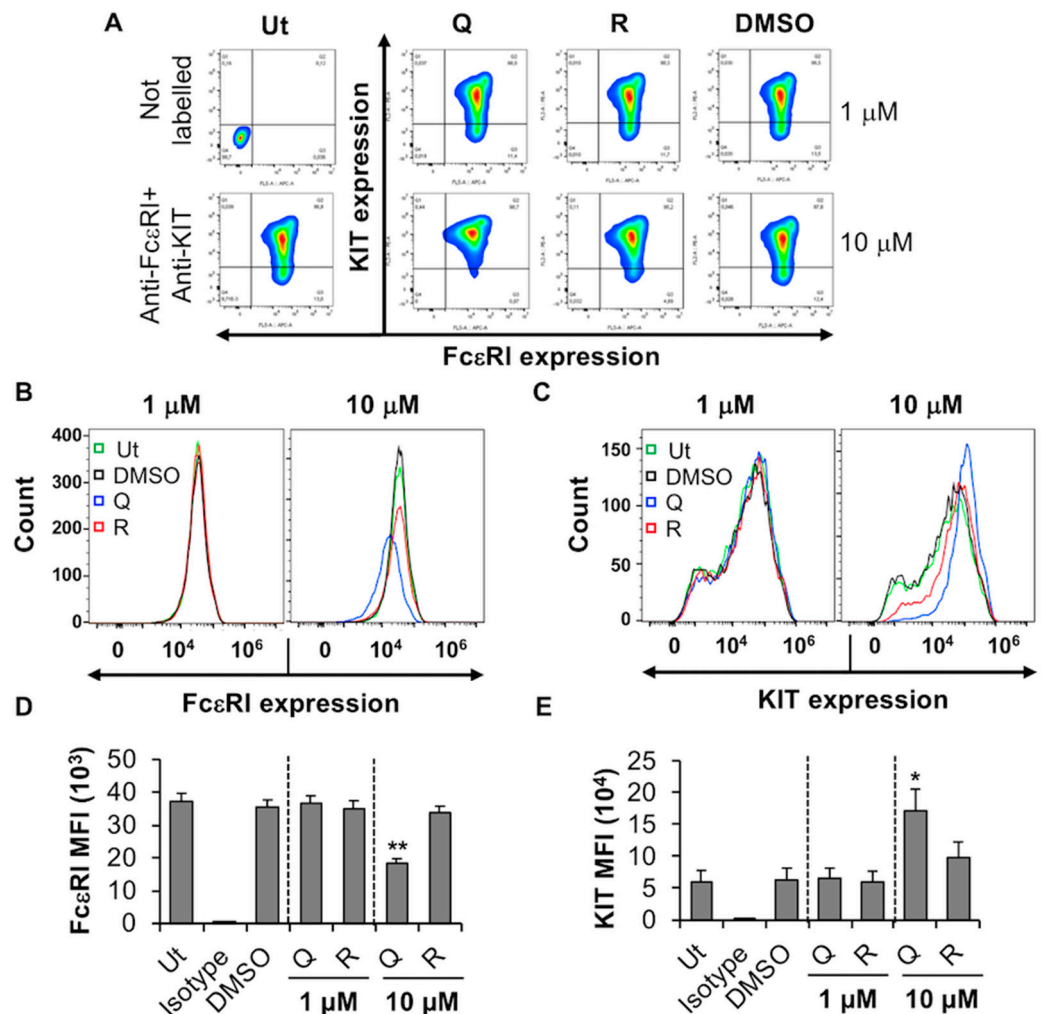 A
Ut
Q
R
DMSO
Not labelled
1 μM
Anti-FcεRI+
Anti-KIT
KIT expression
10 μM
FcεRI expression
B
1 μM
10 μM
400
300
200
100
0
Count
Ut
DMSO
Q
R
0 10⁴ 10⁶
0 10⁴ 10⁶
FcεRI expression
C
1 μM
10 μM
150
100
50
0
Count
Ut
DMSO
Q
R
0 10⁴ 10⁶
0 10⁴ 10⁶
KIT expression
D
FcεRI MFI (10³)
50
40
30
20
10
0
**
Ut
Isotype
DMSO
Q
R
Q
R
1 μM
10 μM
E
KIT MFI (10⁴)
25
20
15
10
5
0
*
Ut
Isotype
DMSO
Q
R
Q
R
1 μM
10 μM